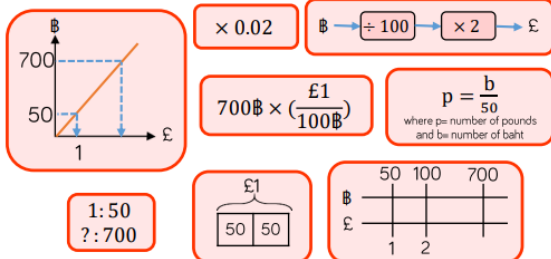 ฿
700
50
£
1
× 0.02
฿ ÷ 100 × 2 £
700฿ × (£1/100฿)
p = b/50
where p= number of pounds
and b= number of baht
1: 50
? : 700
£1
50 50
50 100 700
฿
£
1 2